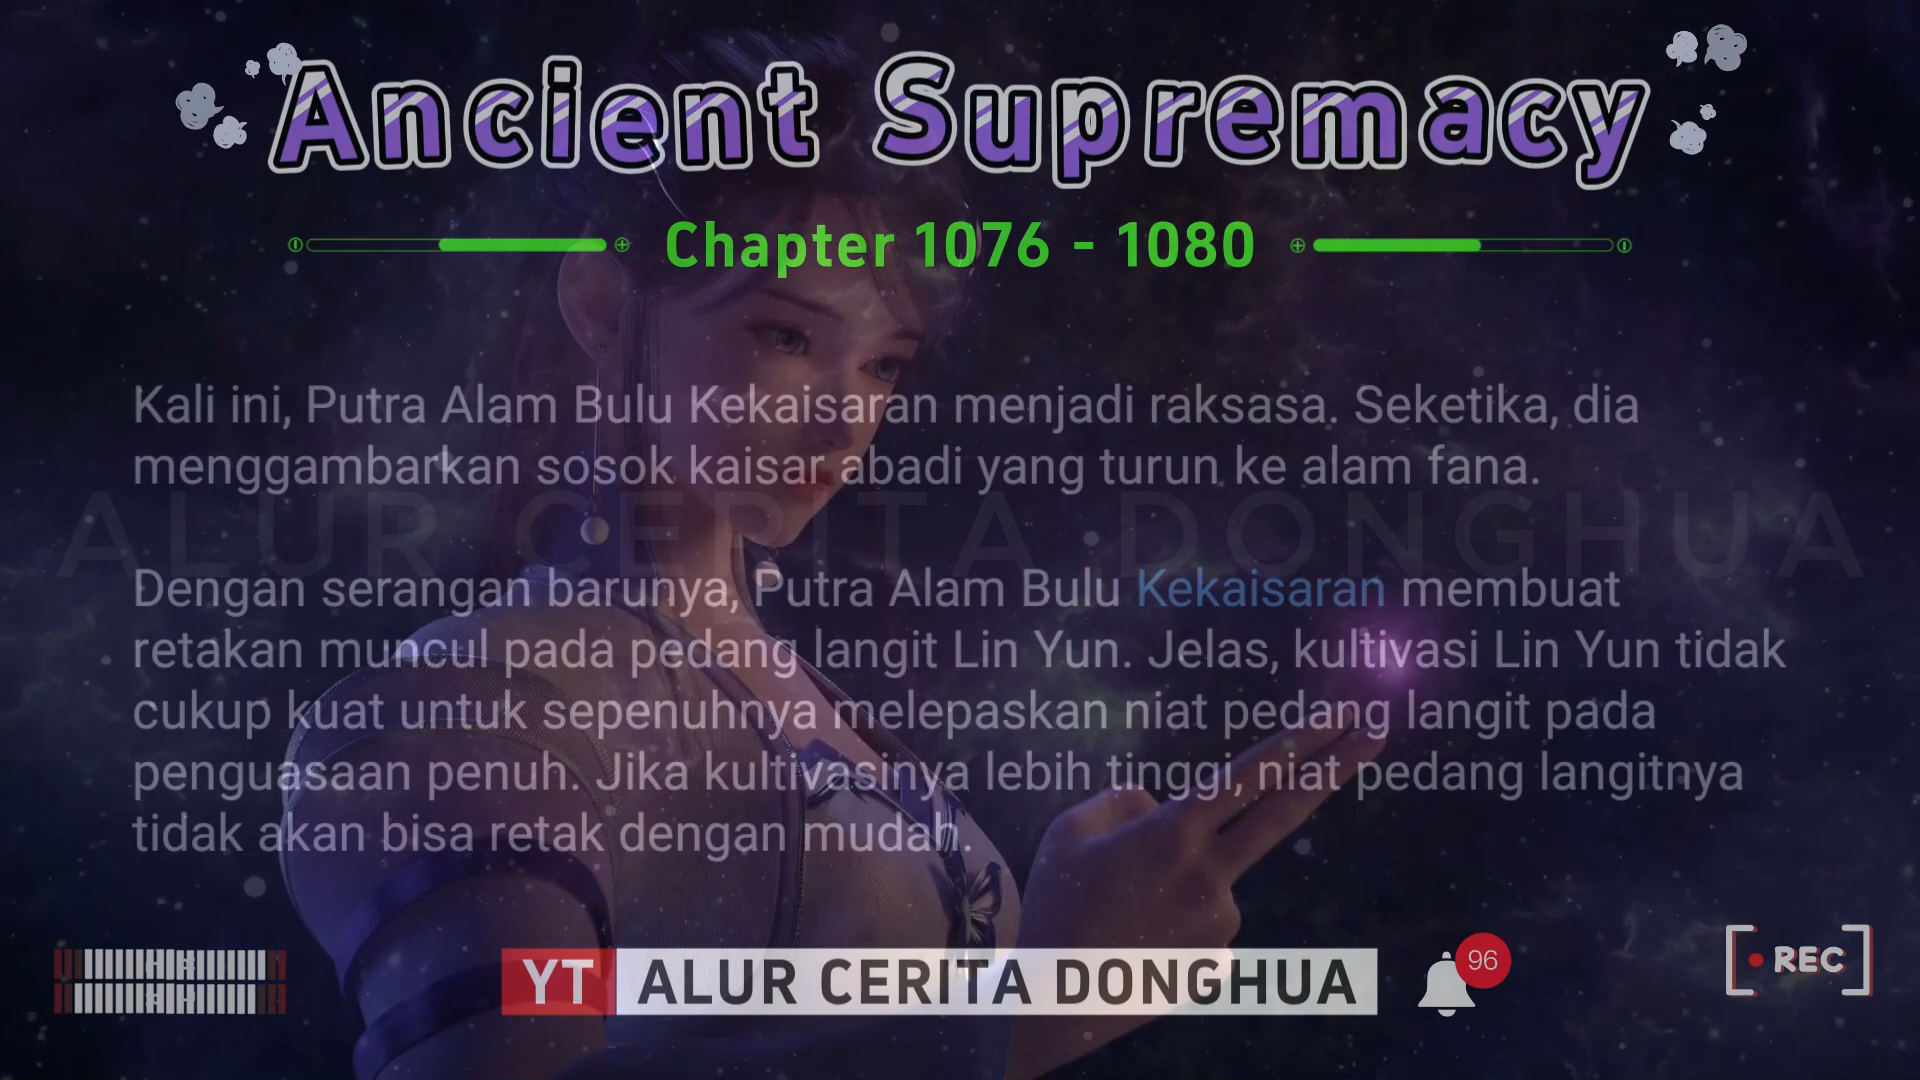 Ancient Supremacy
Chapter 1076 - 1080
Kali ini, Putra Alam Bulu Kekaisaran menjadi raksasa. Seketika, dia
menggambarkan sosok kaisar abadi yang turun ke alam fana.
ALUR CERITA DONGHUA
Dengan serangan barunya, Putra Alam Bulu Kekaisaran membuat
retakan muncul pada pedang langit Lin Yun. Jelas, kultivasi Lin Yun tidak
cukup kuat untuk sepenuhnya melepaskan niat pedang langit pada
penguasaan penuh. Jika kultivasinya lebih tinggi, niat pedang langitnya
tidak akan bisa retak dengan mudah.
YT ALUR CERITA DONGHUA
96
REC